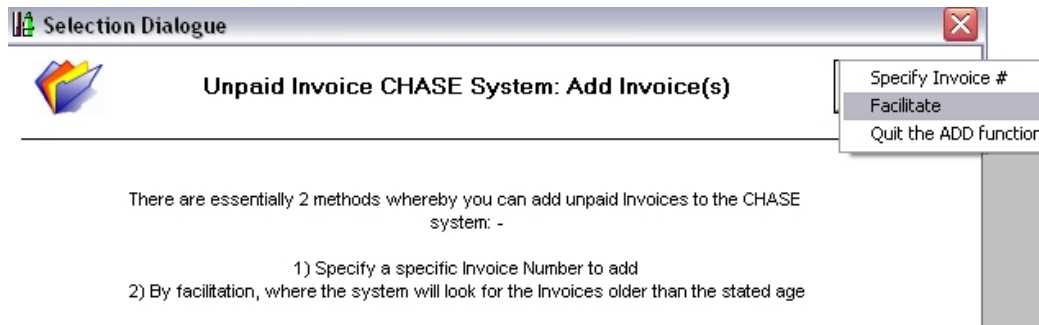 Selection Dialogue
Unpaid Invoice CHASE System: Add Invoice(s)
Specify Invoice #
Facilitate
Quit the ADD function
There are essentially 2 methods whereby you can add unpaid Invoices to the CHASE
system: -
1) Specify a specific Invoice Number to add
2) By facilitation, where the system will look for the Invoices older than the stated age